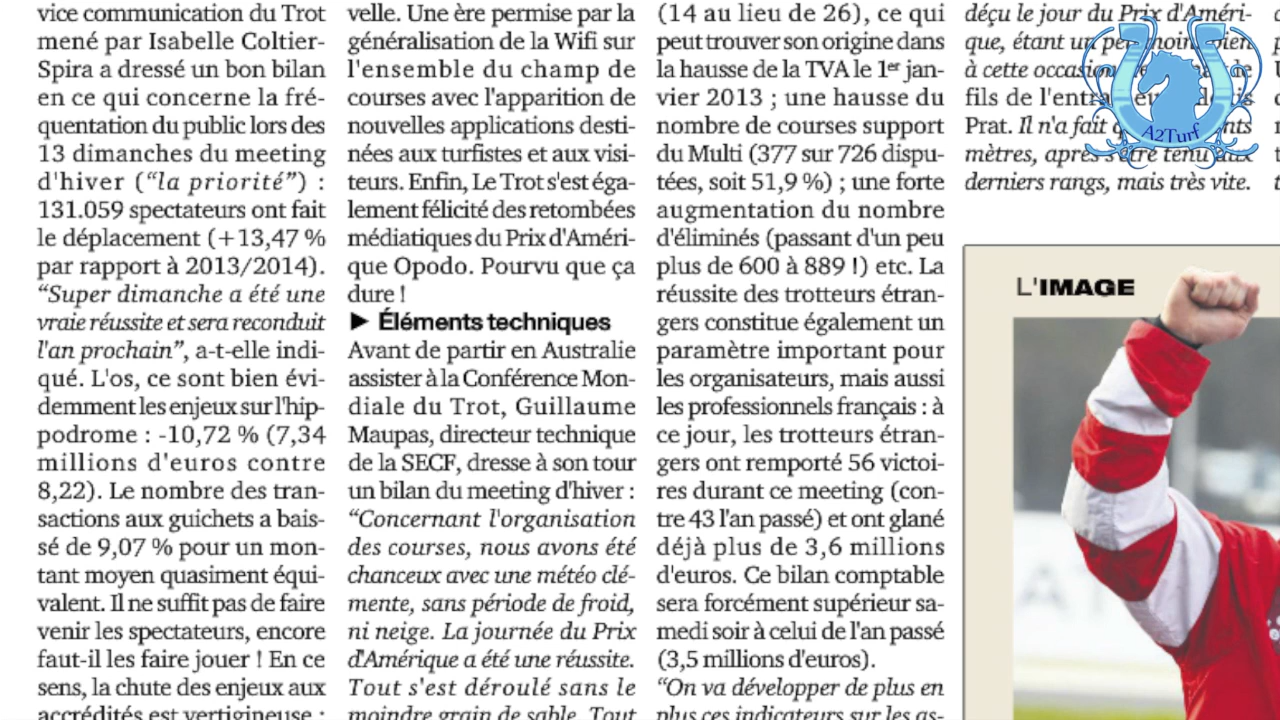 vice communication du Trot
mené par Isabelle Coltier-
Spira a dressé un bon bilan
en ce qui concerne la fré-
quentation du public lors des
13 dimanches du meeting
d'hiver (“la priorité”) :
131.059 spectateurs ont fait
le déplacement (+13,47 %
par rapport à 2013/2014).
“Super dimanche a été une
vraie réussite et sera reconduit
l'an prochain”, a-t-elle indi-
qué. L'os, ce sont bien évi-
demment les enjeux sur l'hip-
podrome : -10,72 % (7,34
millions d'euros contre
8,22). Le nombre des tran-
sactions aux guichets a bais-
sé de 9,07 % pour un mon-
tant moyen quasiment équi-
valent. Il ne suffit pas de faire
venir les spectateurs, encore
faut-il les faire jouer ! En ce
sens, la chute des enjeux aux
accrédités est vertigineuse :
velle. Une ère permise par la
généralisation de la Wifi sur
l'ensemble du champ de
courses avec l'apparition de
nouvelles applications desti-
nées aux turfistes et aux visi-
teurs. Enfin, Le Trot s'est éga-
lement félicité des retombées
médiatiques du Prix d'Améri-
que Opodo. Pourvu que ça
dure !
► Éléments techniques
Avant de partir en Australie
assister à la Conférence Mon-
diale du Trot, Guillaume
Maupas, directeur technique
de la SECF, dresse à son tour
un bilan du meeting d'hiver :
“Concernant l'organisation
des courses, nous avons été
chanceux avec une météo clé-
mente, sans période de froid,
ni neige. La journée du Prix
d'Amérique a été une réussite.
Tout s'est déroulé sans le
moindre grain de sable. Tout
(14 au lieu de 26), ce qui
peut trouver son origine dans
la hausse de la TVA le 1er jan-
vier 2013 ; une hausse du
nombre de courses support
du Multi (377 sur 726 dispu-
tées, soit 51,9 %) ; une forte
augmentation du nombre
d'éliminés (passant d'un peu
plus de 600 à 889 !) etc. La
réussite des trotteurs étran-
gers constitue également un
paramètre important pour
les organisateurs, mais aussi
les professionnels français : à
ce jour, les trotteurs étran-
gers ont remporté 56 victoi-
res durant ce meeting (con-
tre 43 l'an passé) et ont glané
déjà plus de 3,6 millions
d'euros. Ce bilan comptable
sera forcément supérieur sa-
medi soir à celui de l'an passé
(3,5 millions d'euros).
“On va développer de plus en
plus ces indicateurs sur les as-
déçu le jour du Prix d'Améri-
que, étant un peu moins bien
à cette occasion
fils de l'entr
Prat. Il n'a fait
mètres, après s'être tenu aux
derniers rangs, mais très vite.
A2Turf
L'IMAGE